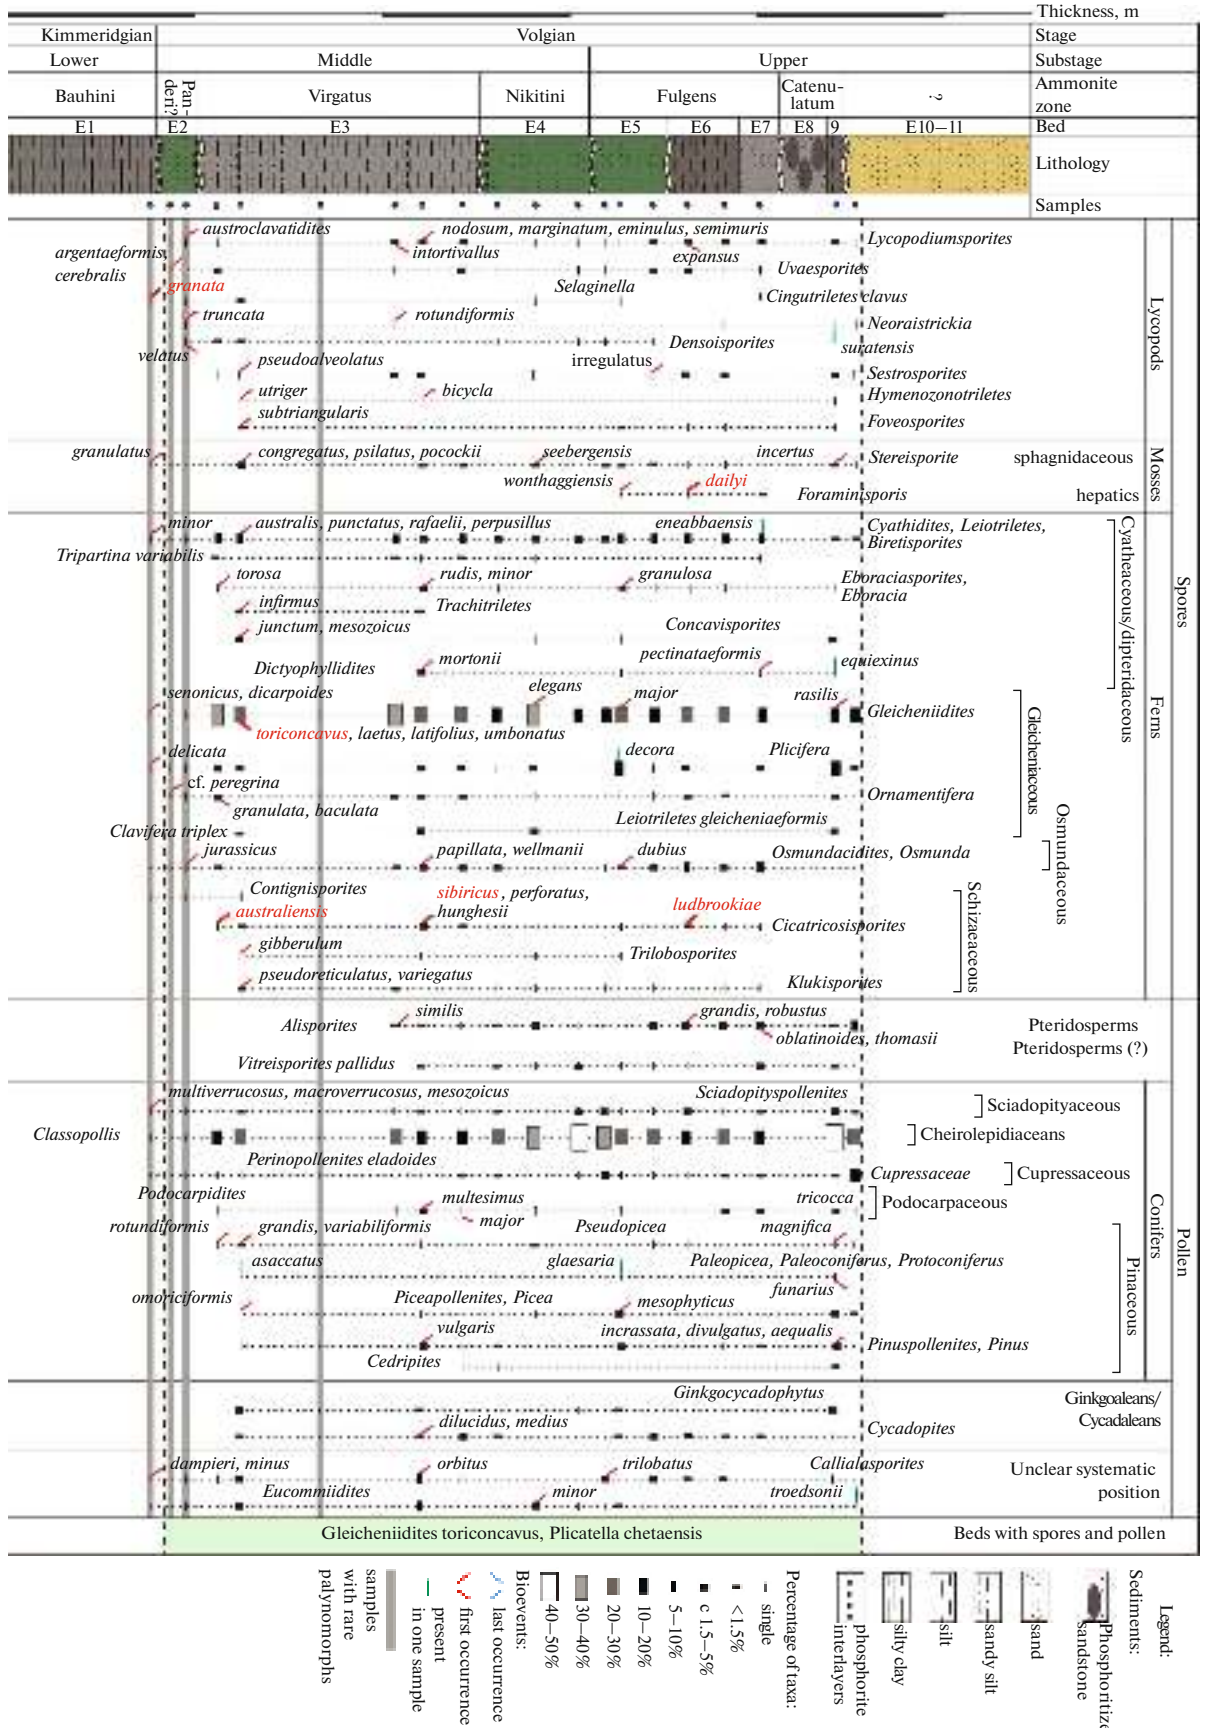 Thickness, m
Kimmeridgian Volgian Stage
Lower Middle Upper Substage
Bauhini Pan-deri? Virgatus Nikitini Fulgens Catenu-latum ? Ammonite zone
E1 E2 E3 E4 E5 E6 E7 E8 9 E10–11 Bed
Lithology
Samples
austroclavatidites nodosum, marginatum, eminulus, semimuris Lycopodiumsporites
argentaeformis, intortivallus expansus
cerebralis Uvaesporites
granata Selaginella Cingutriletes clavus
truncata rotundiformis Neoraistrickia
velatus Densoisporites suratensis
pseudoalveolatus irregulatus Sestrosporites
utriger bicycla Hymenozonotriletes
subtriangularis Foveosporites
Lycopods
granulatus congregatus, psilatus, pocockii seebergensis incertus Stereisporite sphagnidaceous
wonthaggiensis dailyi Foraminisporis hepatics
Mosses
minor australis, punctatus, rafaelii, perpusillus eneabbaensis Cyathidites, Leiotriletes,
Biretisporites
Tripartina variabilis
torosa rudis, minor granulosa Eboraciasporites,
Eboracia
infirmus Trachitriletes
junctum, mesozoicus Concavisporites
Dictyophyllidites mortonii pectinataeformis equiexinus
Cyatheaceous/dipteridaceous
Spores
senonicus, dicarpoides elegans major rasilis Gleicheniidites
toriconcavus, laetus, latifolius, umbonatus
delicata decora Plicifera
cf. peregrina Ornamentifera
granulata, baculata
Clavifera triplex Leiotriletes gleicheniaeformis
Gleicheniaceous
Ferns
jurassicus papillata, wellmanii dubius Osmundacidites, Osmunda
Osmundaceous
Contignisporites sibiricus, perforatus,
australiensis hunghesii ludbrookiae Cicatricosisporites
gibberulum Trilobosporites
pseudoreticulatus, variegatus Klukisporites
Schizaeaceous
similis grandis, robustus
Alisporites oblatinoides, thomasii
Pteridosperms
Vitreisporites pallidus Pteridosperms (?)
multiverrucosus, macroverrucosus, mesozoicus Sciadopityspollenites Sciadopityaceous
Classopollis Cheirolepidiaceans
Perinopollenites eladoides Cupressaceae Cupressaceous
Podocarpidites multesimus tricocca Podocarpaceous
major
rotundiformis grandis, variabiliformis Pseudopicea magnifica
asaccatus glaesaria Paleopicea, Paleoconiferus, Protoconiferus
funarius
omoriciformis Piceapollenites, Picea mesophyticus
vulgaris incrassata, divulgatus, aequalis Pinuspollenites, Pinus
Cedripites
Pinaceous
Conifers
Pollen
Ginkgocycadophytus Ginkgoaleans/
Cycadaleans
dilucidus, medius Cycadopites
dampieri, minus orbitus trilobatus Callialasporites Unclear systematic
position
Eucommiidites minor troedsonii
Gleicheniidites toriconcavus, Plicatella chetaensis Beds with spores and pollen
Legend:
Sediments:
Phosphoritiz
sandstone
sand
sandy silt
silt
silty clay
phosphorite
interlayers
Percentage of taxa:
single
<1.5%
c 1.5–5%
5–10%
10–20%
20–30%
30–40%
40–50%
Bioevents:
last occurrence
first occurrence
present
in one sample
samples
with rare
palynomorphs